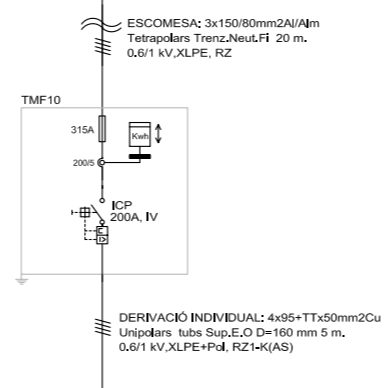 ESCOMESA: 3x150/80mm2Al/Alm
Tetrapolars Trenz.Neut.Fi 20 m.
0.6/1 kV,XLPE, RZ
TMF10
315A
Kwh
200/5
ICP
200A, IV
DERIVACIÓ INDIVIDUAL: 4x95+TTx50mm2Cu
Unipolars tubs Sup.E.O D=160 mm 5 m.
0.6/1 kV,XLPE+Pol, RZ1-K(AS)